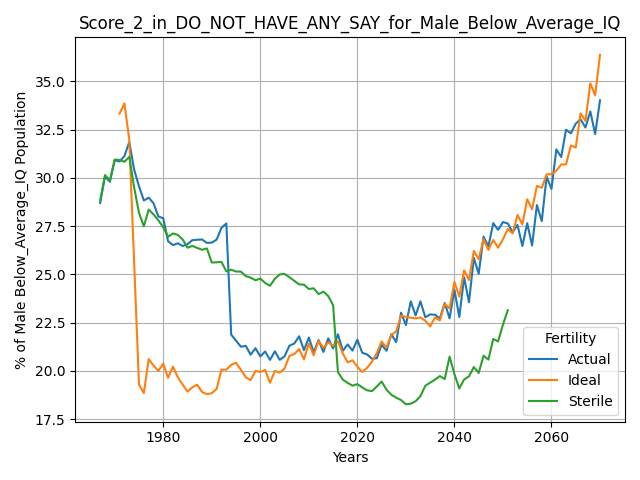 Score_2_in_DO_NOT_HAVE_ANY_SAY_for_Male_Below_Average_IQ
% of Male Below_Average_IQ Population
35.0
32.5
30.0
27.5
25.0
22.5
20.0
17.5
Fertility
Actual
Ideal
Sterile
1980
2000
2020
2040
2060
Years